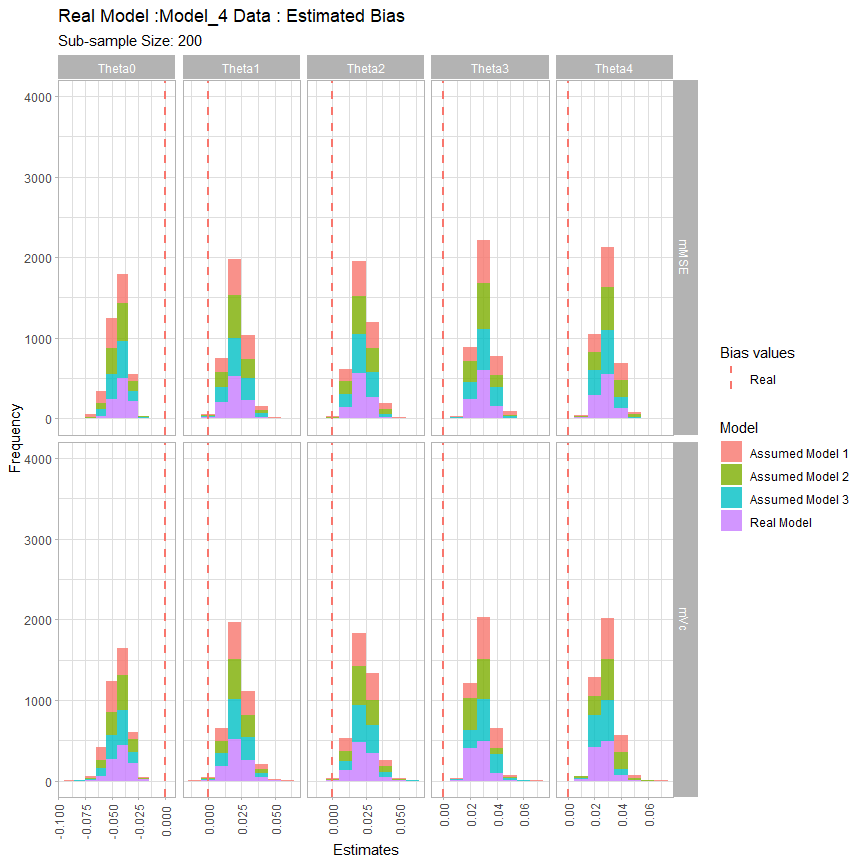 Real Model :Model_4 Data : Estimated Bias
Sub-sample Size: 200
Theta0 Theta1 Theta2 Theta3 Theta4
4000
3000
2000
1000
0
mMSE
4000
3000
2000
1000
0
mVc
Frequency
-0.100 -0.075 -0.050 -0.025 0.000 0.000 0.025 0.050 0.000 0.025 0.050 0.00 0.02 0.04 0.06 0.00 0.02 0.04 0.06
Estimates
Bias values
Real
Model
Assumed Model 1
Assumed Model 2
Assumed Model 3
Real Model